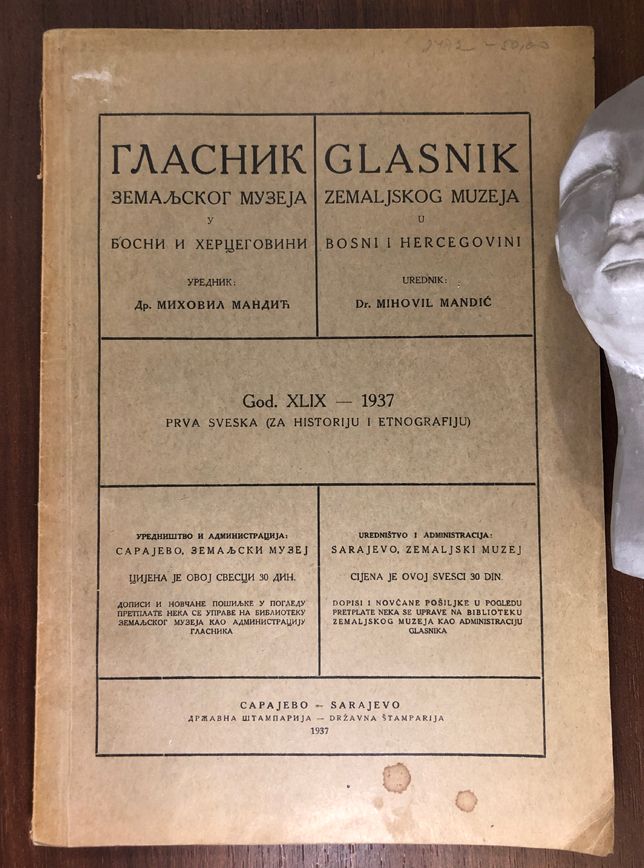 ГЛАСНИК
ЗЕМАЉСКОГ МУЗЕЈА
У
БОСНИ И ХЕРЦЕГОВИНИ
УРЕДНИК:
Др. МИХОВИЛ МАНДИЋ
GLASNIK
ZEMALJSKOG MUZEJA
U
BOSNI I HERCEGOVINI
UREDNIK:
Dr. MIHOVIL MANDIĆ
God. XLIX — 1937
PRVA SVESKA (ZA HISTORIJU I ETNOGRAFIJU)
УРЕДНИШТВО И АДМИНИСТРАЦИЈА:
САРАЈЕВО, ЗЕМАЉСКИ МУЗЕЈ
ЦИЈЕНА ЈЕ ОВОЈ СВЕСЦИ 30 ДИН.
ДОПИСИ И НОВЧАНЕ ПОШИЉКЕ У ПОГЛЕДУ
ПРЕТПЛАТЕ НЕКА СЕ УПРАВЕ НА БИБЛИОТЕКУ
ЗЕМАЉСКОГ МУЗЕЈА КАО АДМИНИСТРАЦИЈУ
ГЛАСНИКА
UREDNIŠTVO I ADMINISTRACIJA:
SARAJEVO, ZEMALJSKI MUZEJ
CIJENA JE OVOJ SVESCI 30 DIN.
DOPISI I NOVČANE POŠILJKE U POGLEDU
PRETPLATE NEKA SE UPRAVE NA BIBLIOTEKU
ZEMALJSKOG MUZEJA KAO ADMINISTRACIJU
GLASNIKA
САРАЈЕВО — SARAJEVO
ДРЖАВНА ШТАМПАРИЈА — DRŽAVNA ŠTAMPARIJA
1937